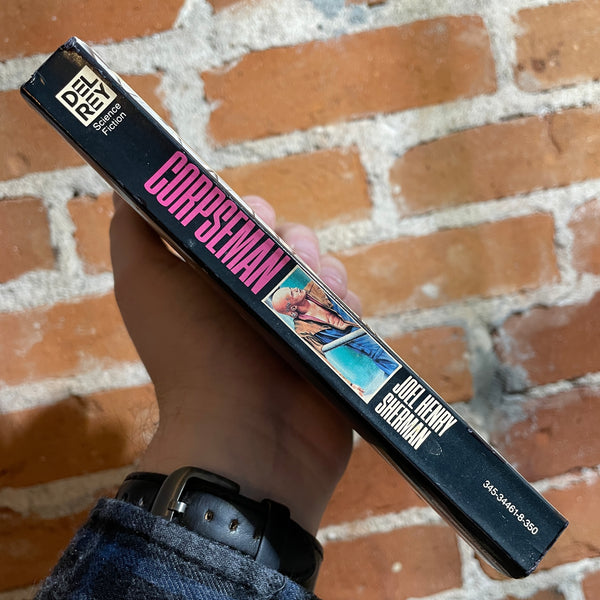 DEL
REY
Science
Fiction
CORPSEMAN
JOEL HENRY
SHERMAN
345-34461-8-350